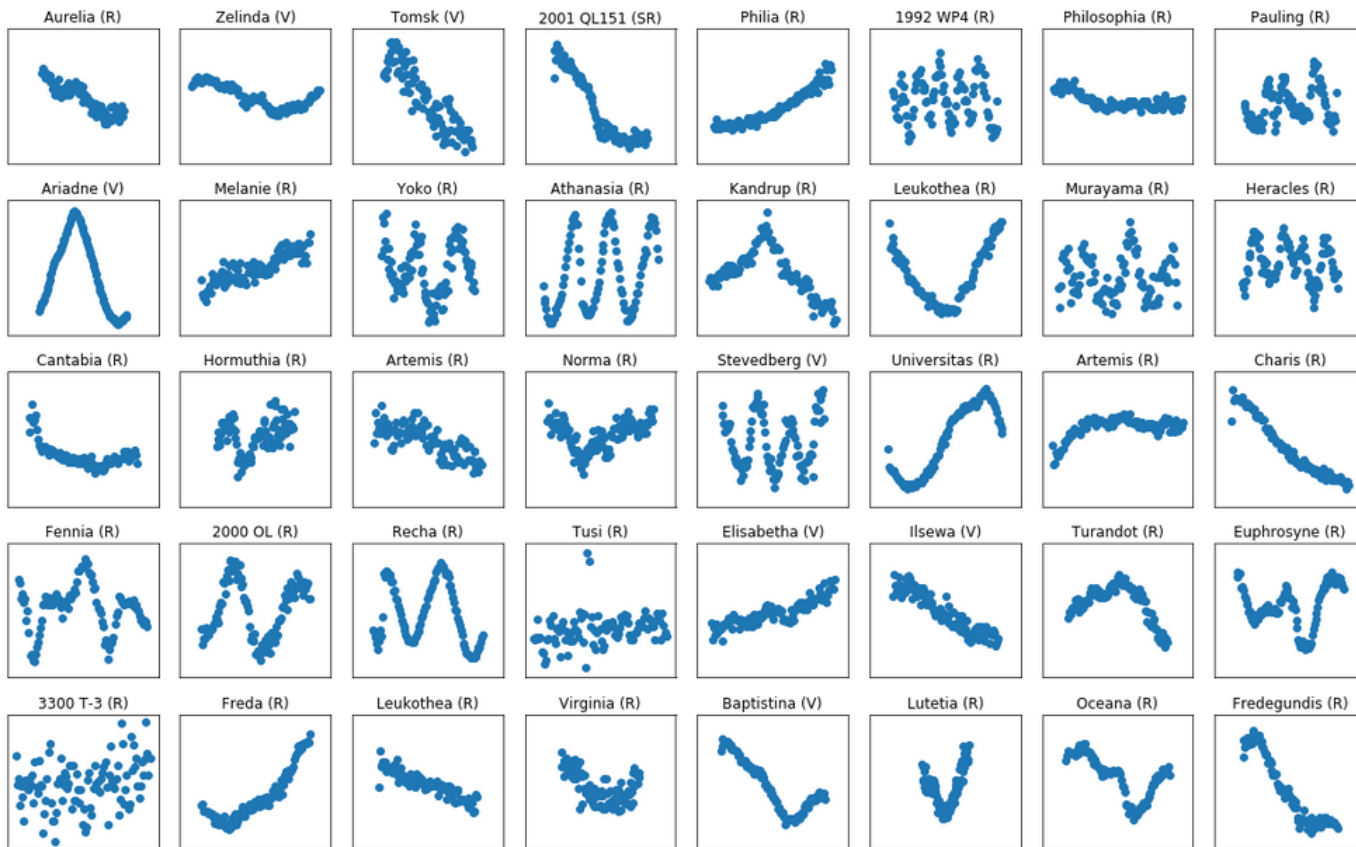 Aurelia (R) Zelinda (V) Tomsk (V) 2001 QL151 (SR) Philia (R) 1992 WP4 (R) Philosophia (R) Pauling (R)
Ariadne (V) Melanie (R) Yoko (R) Athanasia (R) Kandrup (R) Leukothea (R) Murayama (R) Heracles (R)
Cantabia (R) Hormuthia (R) Artemis (R) Norma (R) Stevedberg (V) Universitas (R) Artemis (R) Charis (R)
Fennia (R) 2000 OL (R) Recha (R) Tusi (R) Elisabetha (V) Ilsewa (V) Turandot (R) Euphrosyne (R)
3300 T-3 (R) Freda (R) Leukothea (R) Virginia (R) Baptistina (V) Lutetia (R) Oceana (R) Fredegundis (R)